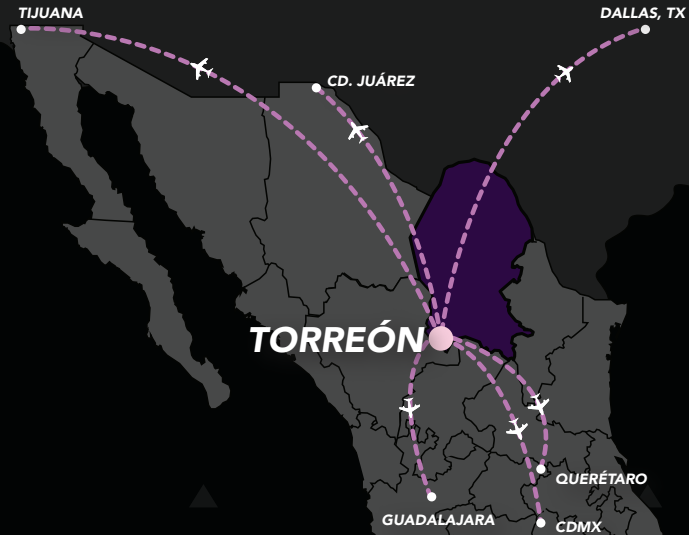 TIJUANA
DALLAS, TX
CD. JUÁREZ
TORREÓN
QUERÉTARO
GUADALAJARA
CDMX